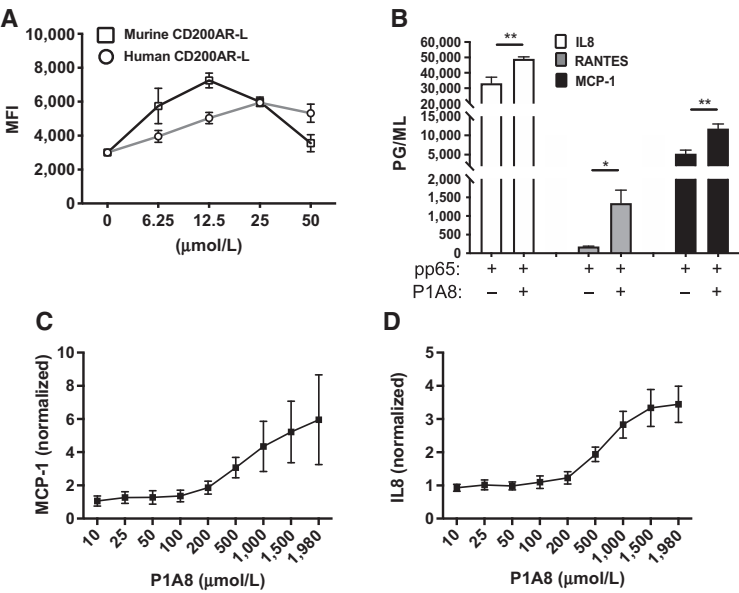 A
10,000
8,000
6,000
4,000
2,000
0
MFI
Murine CD200AR-L
Human CD200AR-L
0 6.25 12.5 25 50
(μmol/L)
B
60,000
50,000
40,000
30,000
20,000
15,000
10,000
5,000
2,000
1,500
1,000
500
0
PG/ML
** * **
IL8
RANTES
MCP-1
pp65: + + + + + +
P1A8: – + – + – +
C
10
8
6
4
2
0
MCP-1 (normalized)
10 25 50 100 200 500 1,000 1,500 1,980
P1A8 (μmol/L)
D
5
4
3
2
1
0
IL8 (normalized)
10 25 50 100 200 500 1,000 1,500 1,980
P1A8 (μmol/L)